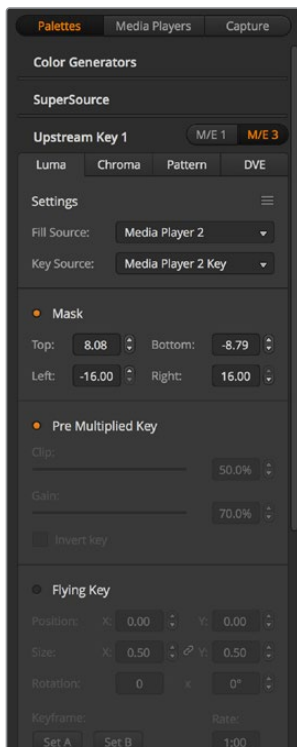 Palettes Media Players Capture
Color Generators
SuperSource
Upstream Key 1 M/E 1 M/E 3
Luma Chroma Pattern DVE
Settings
Fill Source: Media Player 2
Key Source: Media Player 2 Key
Mask
Top: 8.08 Bottom: -8.79
Left: -16.00 Right: 16.00
Pre Multiplied Key
Clip:
50.0%
Gain:
70.0%
Invert key
Flying Key
Position: X: 0.00 Y: 0.00
Size: X: 0.50 Y: 0.50
Rotation: 0 x 0°
Keyframe: Rate:
Set A Set B 1:00